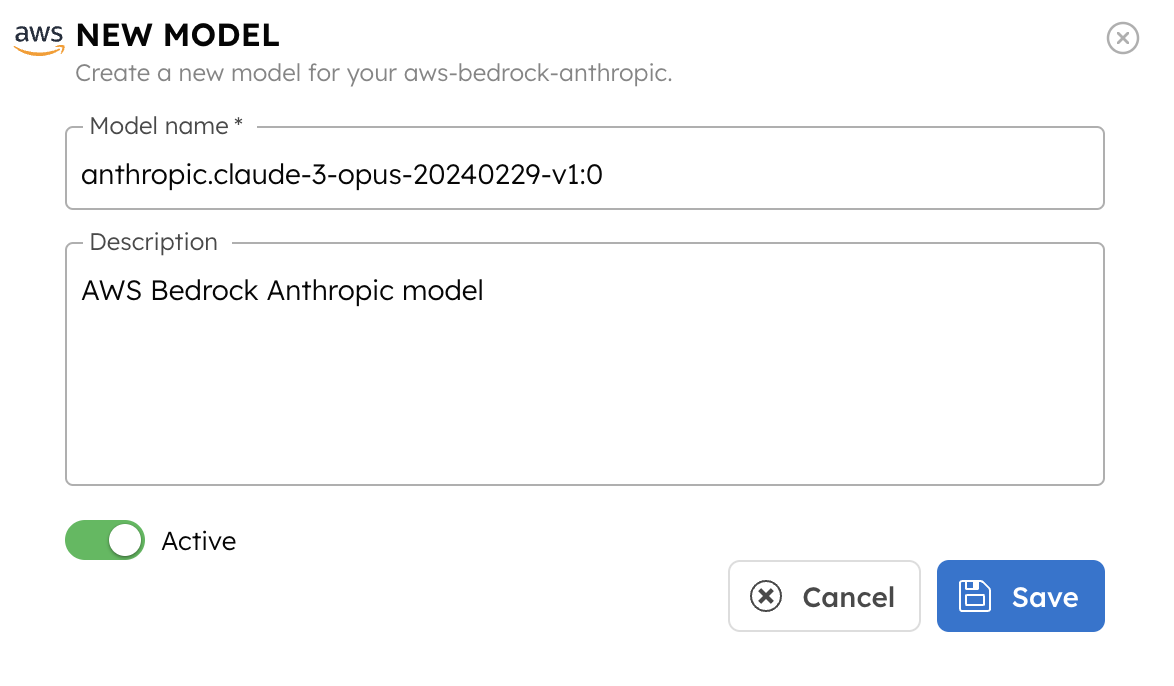 aws NEW MODEL
Create a new model for your aws-bedrock-anthropic.
Model name *
anthropic.claude-3-opus-20240229-v1:0
Description
AWS Bedrock Anthropic model
Active
Cancel Save